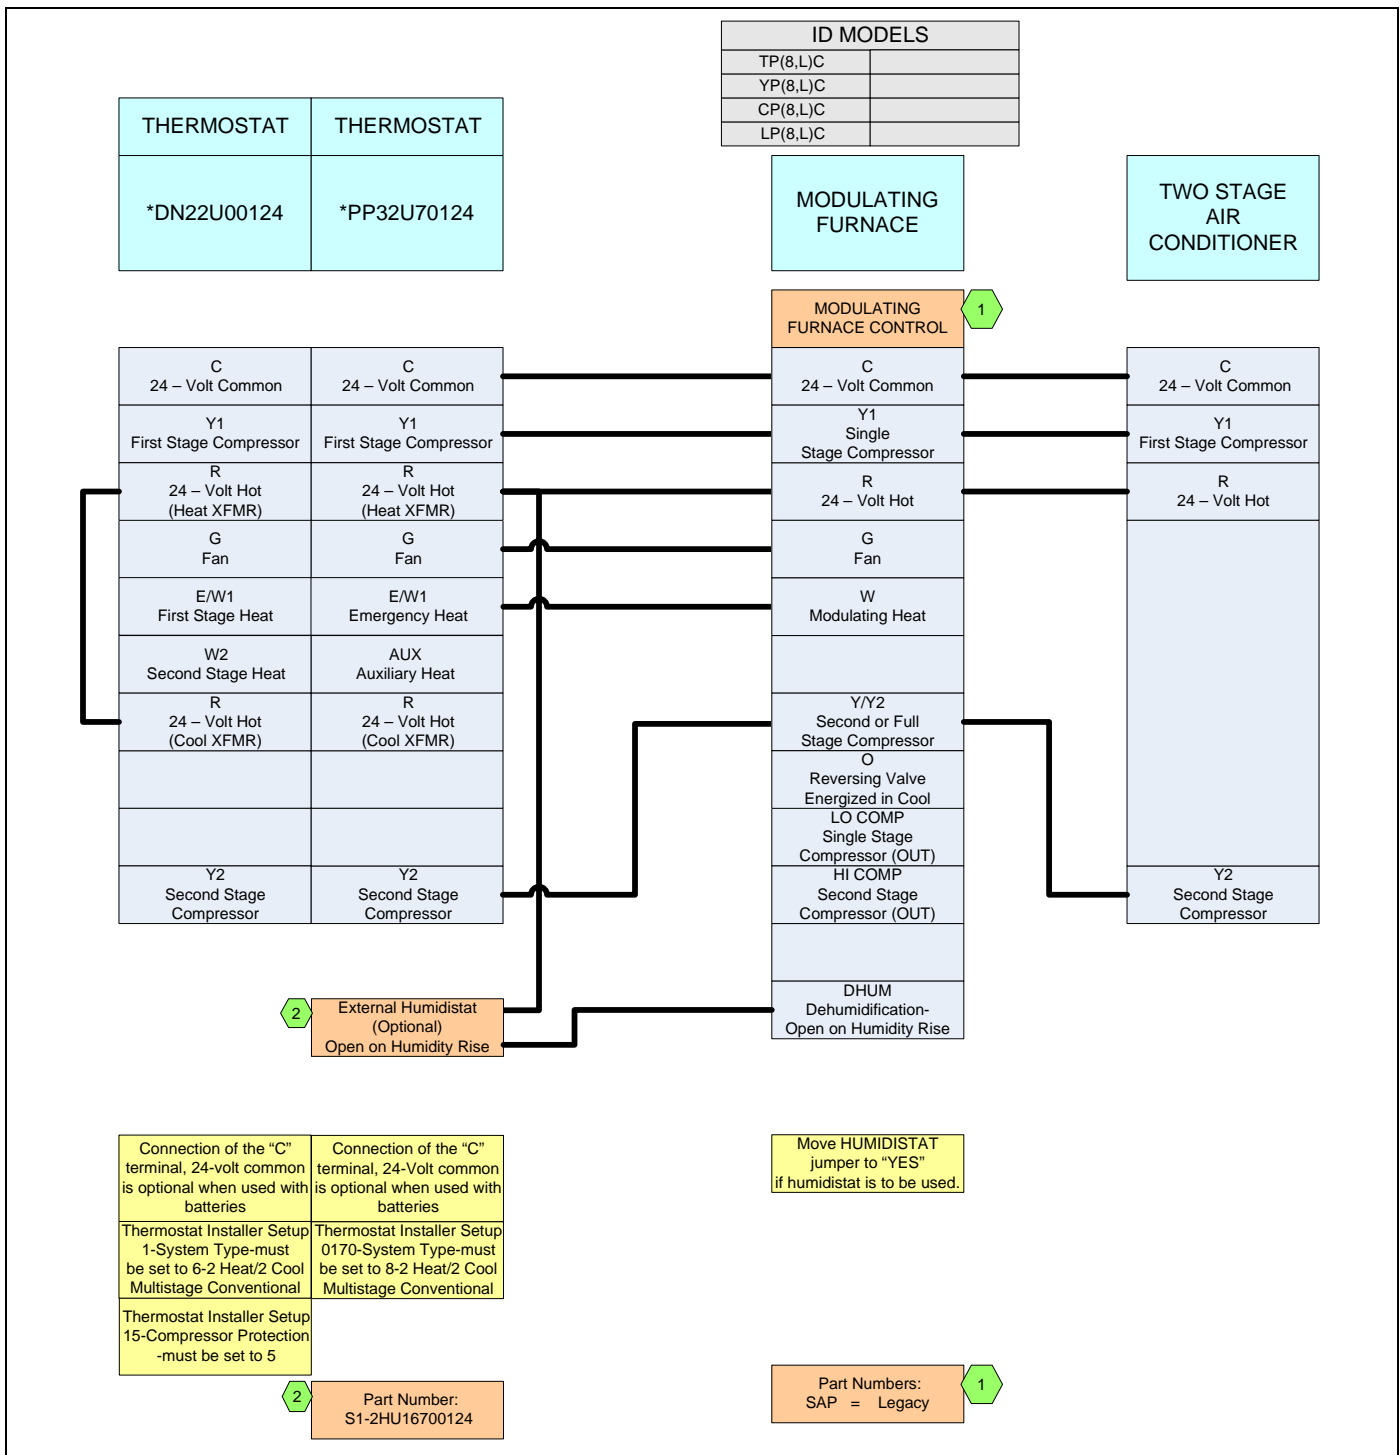 ID MODELS
TP(8,L)C
YP(8,L)C
CP(8,L)C
LP(8,L)C
THERMOSTAT
THERMOSTAT
*DN22U00124
*PP32U70124
MODULATING
FURNACE
TWO STAGE
AIR
CONDITIONER
MODULATING
FURNACE CONTROL
1
C
24 – Volt Common
C
24 – Volt Common
C
24 – Volt Common
C
24 – Volt Common
Y1
First Stage Compressor
Y1
First Stage Compressor
Y1
Single
Stage Compressor
Y1
First Stage Compressor
R
24 – Volt Hot
(Heat XFMR)
R
24 – Volt Hot
(Heat XFMR)
R
24 – Volt Hot
R
24 – Volt Hot
G
Fan
G
Fan
G
Fan
E/W1
First Stage Heat
E/W1
Emergency Heat
W
Modulating Heat
W2
Second Stage Heat
AUX
Auxiliary Heat
R
24 – Volt Hot
(Cool XFMR)
R
24 – Volt Hot
(Cool XFMR)
Y/Y2
Second or Full
Stage Compressor
O
Reversing Valve
Energized in Cool
LO COMP
Single Stage
Compressor (OUT)
Y2
Second Stage
Compressor
Y2
Second Stage
Compressor
HI COMP
Second Stage
Compressor (OUT)
Y2
Second Stage
Compressor
2
External Humidistat
(Optional)
Open on Humidity Rise
DHUM
Dehumidification-
Open on Humidity Rise
Connection of the “C”
terminal, 24-volt common
is optional when used with
batteries
Connection of the “C”
terminal, 24-Volt common
is optional when used with
batteries
Move HUMIDISTAT
jumper to “YES”
if humidistat is to be used.
Thermostat Installer Setup
1-System Type-must
be set to 6-2 Heat/2 Cool
Multistage Conventional
Thermostat Installer Setup
0170-System Type-must
be set to 8-2 Heat/2 Cool
Multistage Conventional
Thermostat Installer Setup
15-Compressor Protection
-must be set to 5
2
Part Number:
S1-2HU16700124
Part Numbers:
SAP = Legacy
1